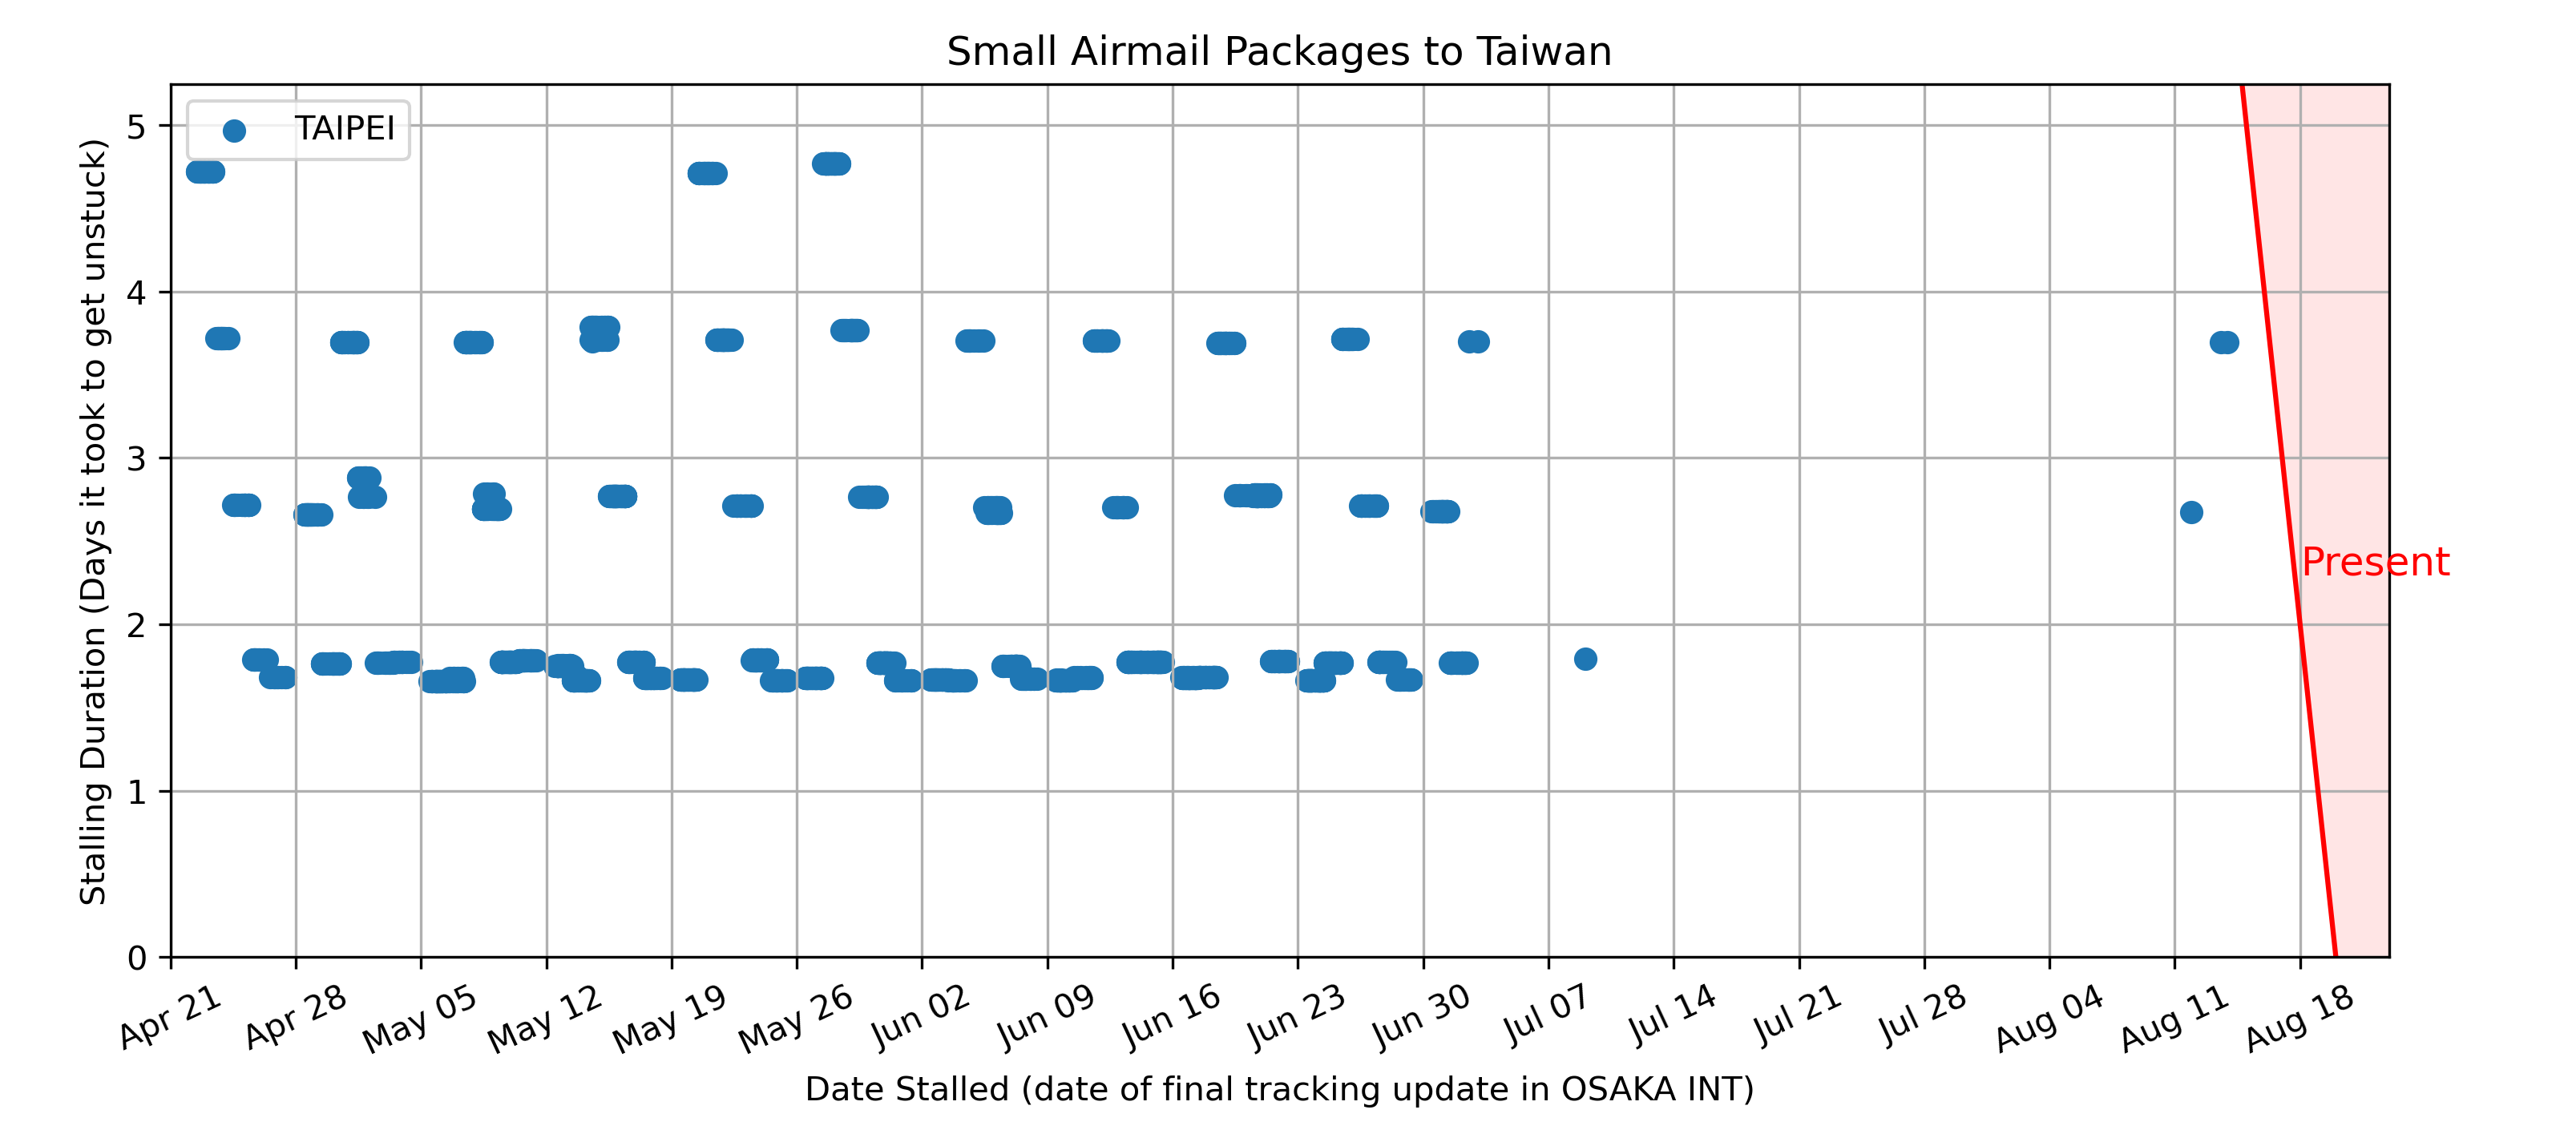 Small Airmail Packages to Taiwan
TAIPEI
Stalling Duration (Days it took to get unstuck)
5
4
3
2
1
0
Present
Apr 21
Apr 28
May 05
May 12
May 19
May 26
Jun 02
Jun 09
Jun 16
Jun 23
Jun 30
Jul 07
Jul 14
Jul 21
Jul 28
Aug 04
Aug 11
Aug 18
Date Stalled (date of final tracking update in OSAKA INT)